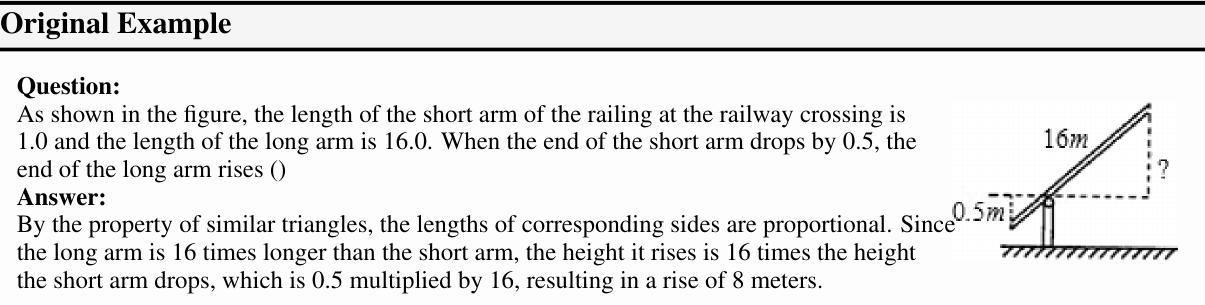 Original Example
Question:
As shown in the figure, the length of the short arm of the railing at the railway crossing is
1.0 and the length of the long arm is 16.0. When the end of the short arm drops by 0.5, the
end of the long arm rises ()
Answer:
By the property of similar triangles, the lengths of corresponding sides are proportional. Since
the long arm is 16 times longer than the short arm, the height it rises is 16 times the height
the short arm drops, which is 0.5 multiplied by 16, resulting in a rise of 8 meters.
16m
?
0.5m